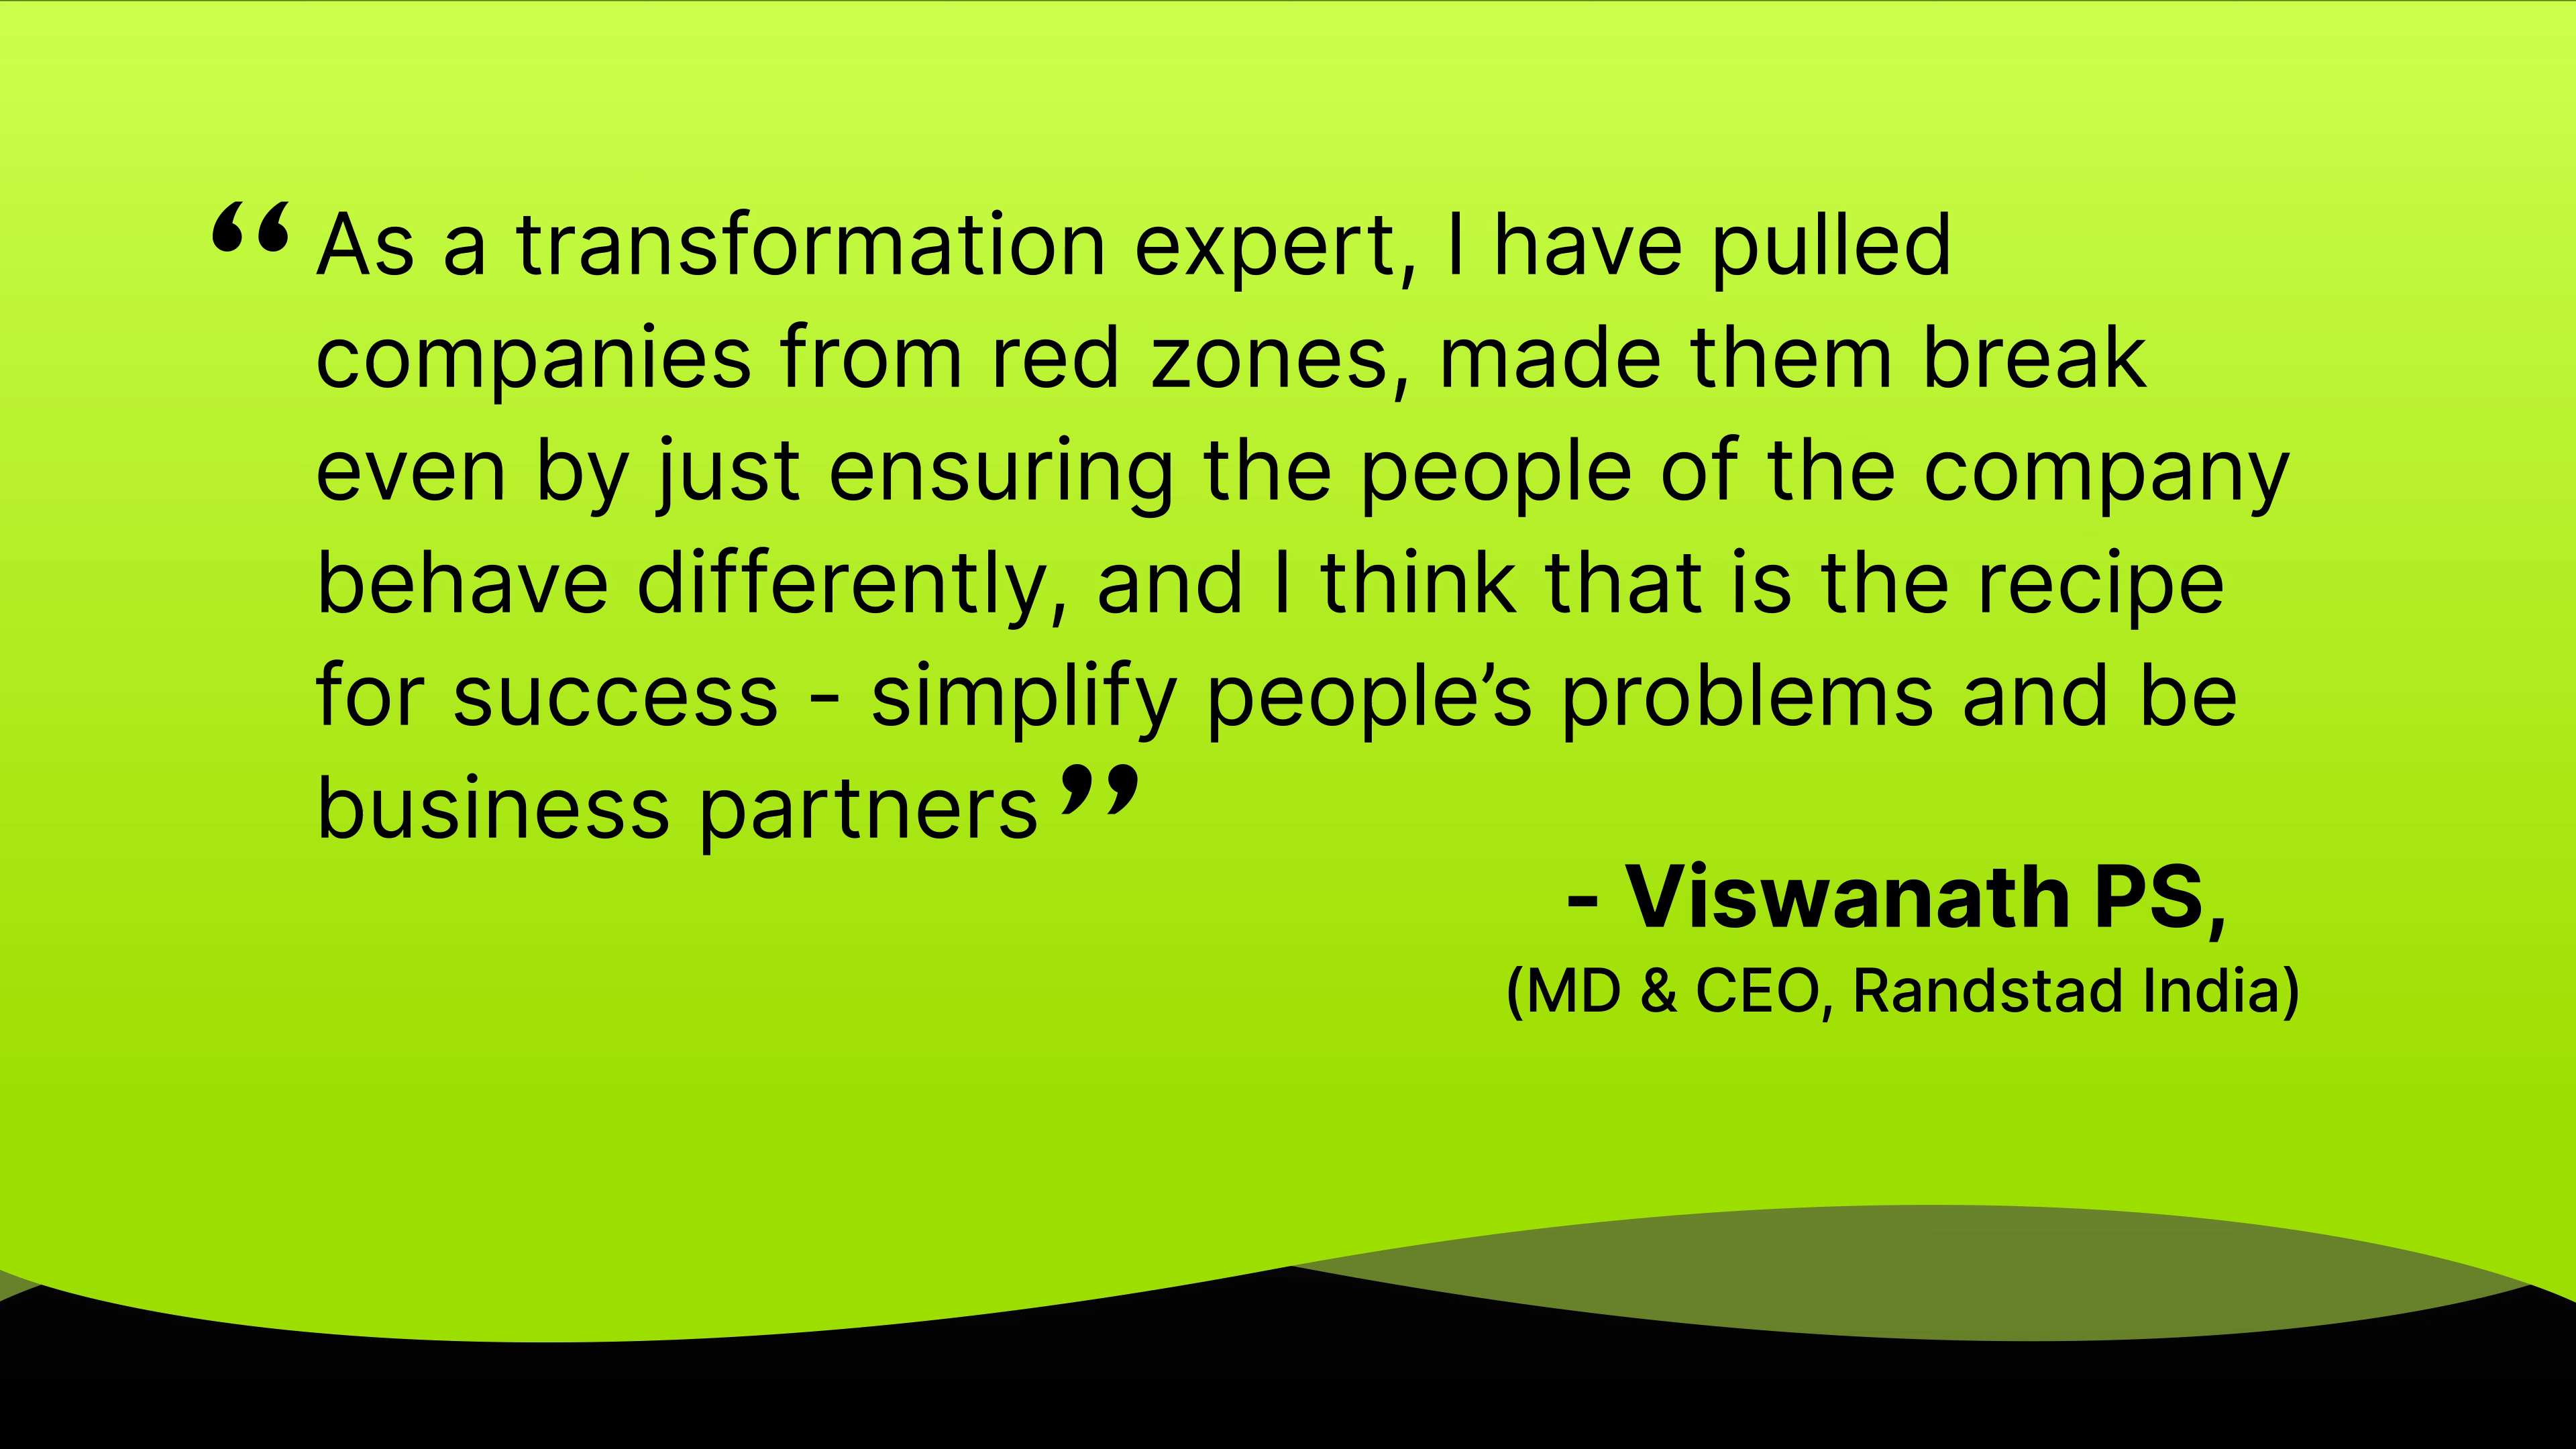 “As a transformation expert, I have pulled
companies from red zones, made them break
even by just ensuring the people of the company
behave differently, and I think that is the recipe
for success - simplify people’s problems and be
business partners”
- Viswanath PS,
(MD & CEO, Randstad India)